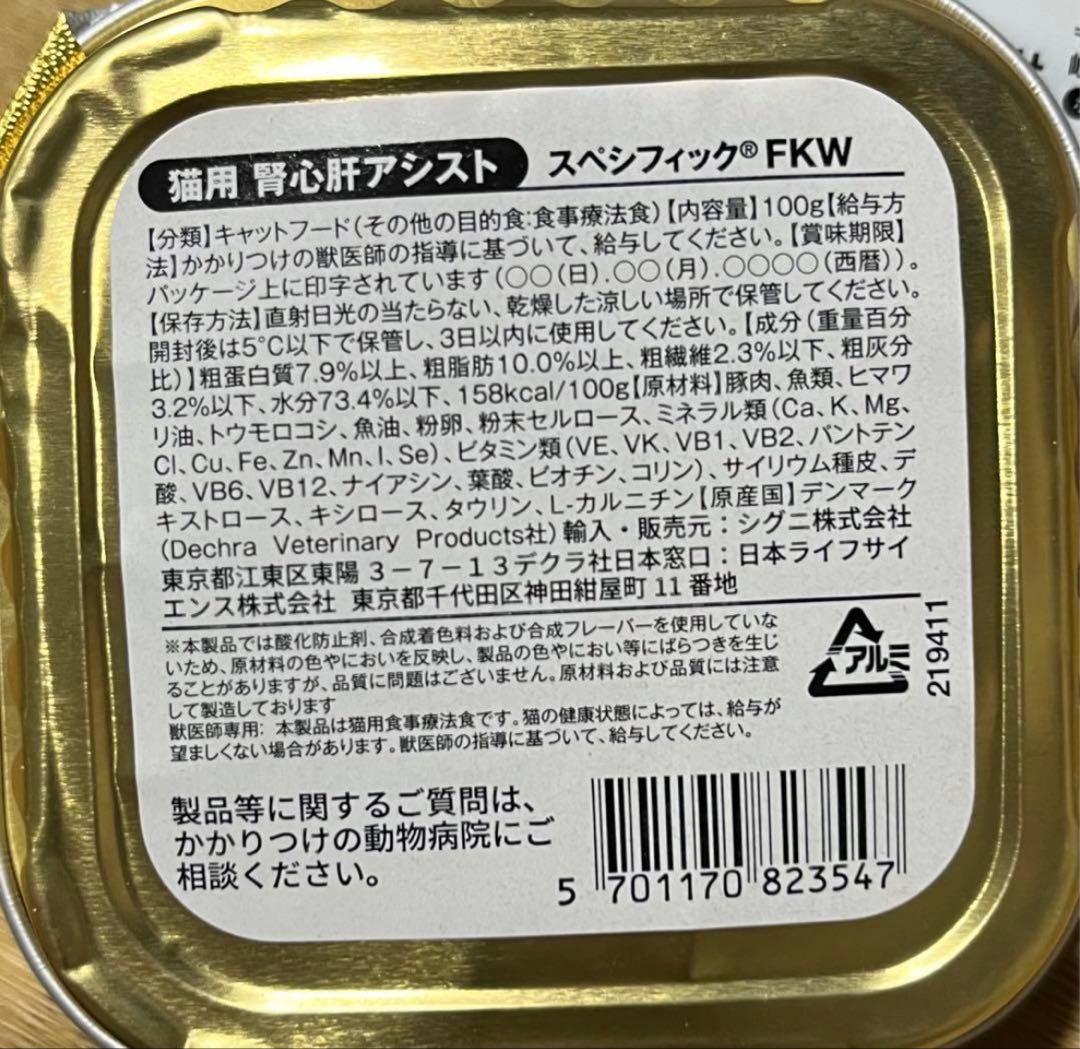 猫用 腎心肝アシスト スペシフィック® FKW
【分類】キャットフード(その他の目的食:食事療法食)【内容量】100g【給与方
法】かかりつけの獣医師の指導に基づいて、給与してください。【賞味期限】
パッケージ上に印字されています(○○(日).○○(月).○○○○(西暦))。
【保存方法】直射日光の当たらない、乾燥した涼しい場所で保管してください。
開封後は5℃以下で保管し、3日以内に使用してください。【成分(重量百分
比)】粗蛋白質7.9%以上、粗脂肪10.0%以上、粗繊維2.3%以下、粗灰分
3.2%以下、水分73.4%以下、158kcal/100g【原材料】豚肉、魚類、ヒマワ
リ油、トウモロコシ、魚油、粉卵、粉末セルロース、ミネラル類(Ca、K、Mg、
Cl、Cu、Fe、Zn、Mn、I、Se)、ビタミン類(VE、VK、VB1、VB2、パントテン
酸、VB6、VB12、ナイアシン、葉酸、ビオチン、コリン)、サイリウム種皮、デ
キストロース、キシロース、タウリン、L-カルニチン【原産国】デンマーク
(Dechra Veterinary Products社)輸入・販売元:シグニ株式会社
東京都江東区東陽 3-7-13デクラ社日本窓口:日本ライフサイ
エンス株式会社 東京都千代田区神田紺屋町 11 番地
※本製品では酸化防止剤、合成着色料および合成フレーバーを使用していな
いため、原材料の色やにおいを反映し、製品の色やにおい等にばらつきを生じ
ることがありますが、品質に問題はございません。原材料および品質には注意
して製造しております
獣医師専用: 本製品は猫用食事療法食です。猫の健康状態によっては、給与が
望ましくない場合があります。獣医師の指導に基づいて、給与してください。
アルミ
219411
製品等に関するご質問は、
かかりつけの動物病院にご
相談ください。
5 701170 823547